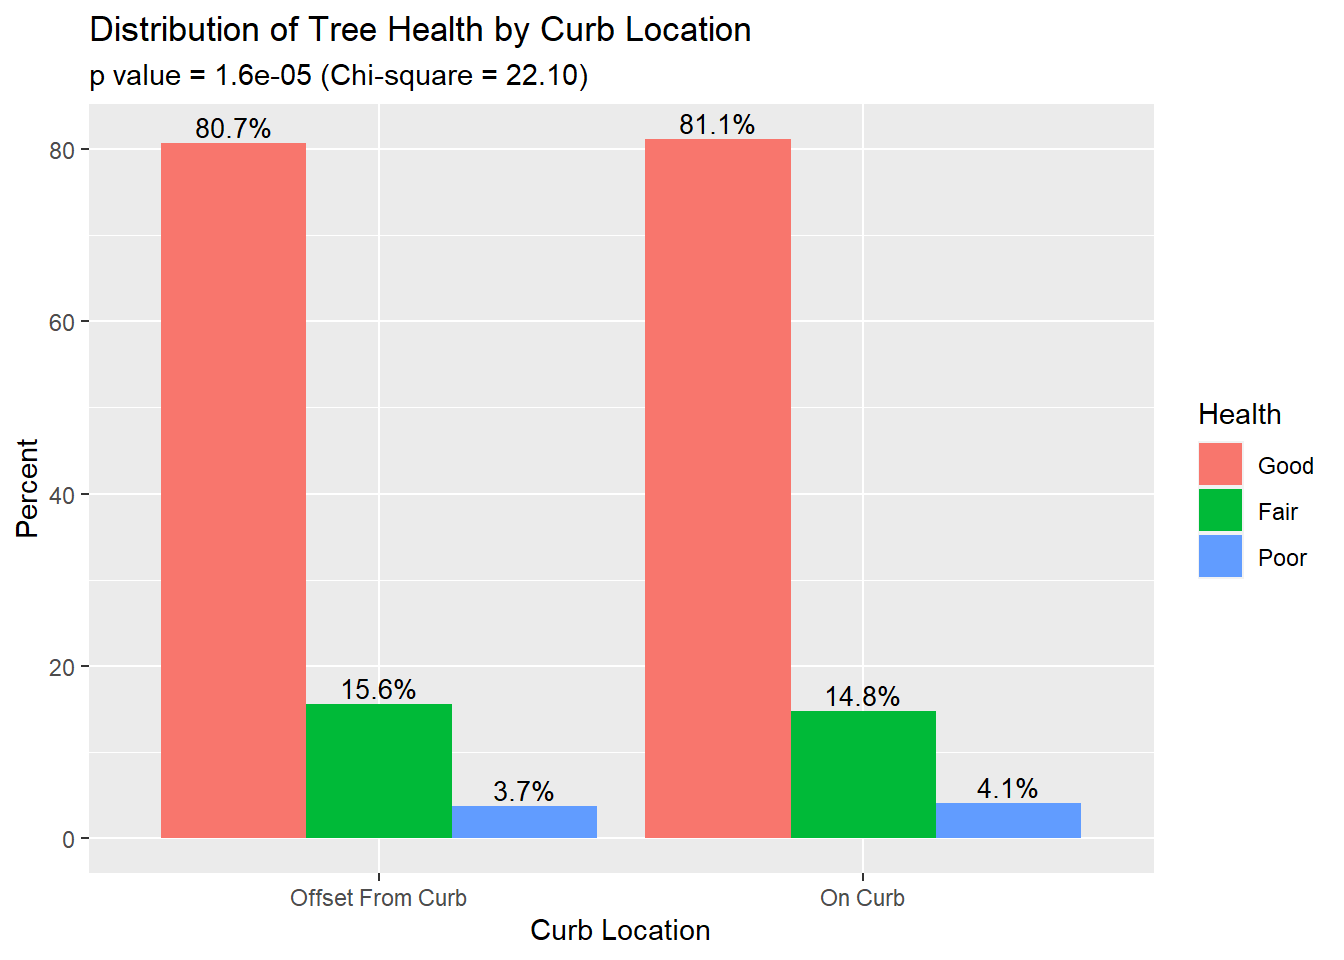 Distribution of Tree Health by Curb Location
p value = 1.6e-05 (Chi-square = 22.10)
80.7%
81.1%
80
60
40
20
0
15.6%
14.8%
3.7%
4.1%
Percent
Offset From Curb
On Curb
Curb Location
Health
Good
Fair
Poor